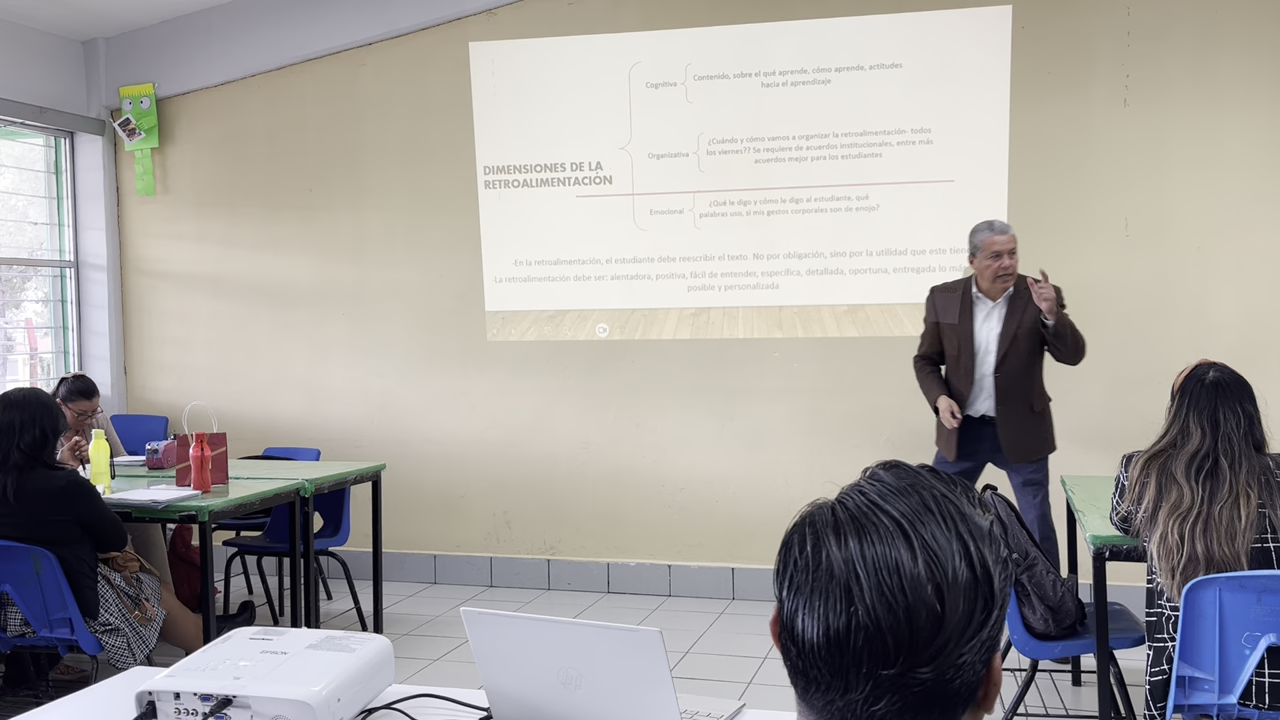 Cognitiva
Contenido, sobre el qué aprende, cómo aprende, actitudes
hacia el aprendizaje
Organizativa
¿Cuándo y cómo vamos a organizar la retroalimentación- todos
los viernes?? Se requiere de acuerdos institucionales, entre más
acuerdos mejor para los estudiantes
DIMENSIONES DE LA
RETROALIMENTACIÓN
Emocional
¿Qué le digo y cómo le digo al estudiante, qué
palabras uso, si mis gestos corporales son de enojo?
-En la retroalimentación, el estudiante debe reescribir el texto. No por obligación, sino por la utilidad que este
-La retroalimentación debe ser: alentadora, positiva, fácil de entender, específica, detallada, oportuna, entregada lo
posible y personalizada
EPSON
hp